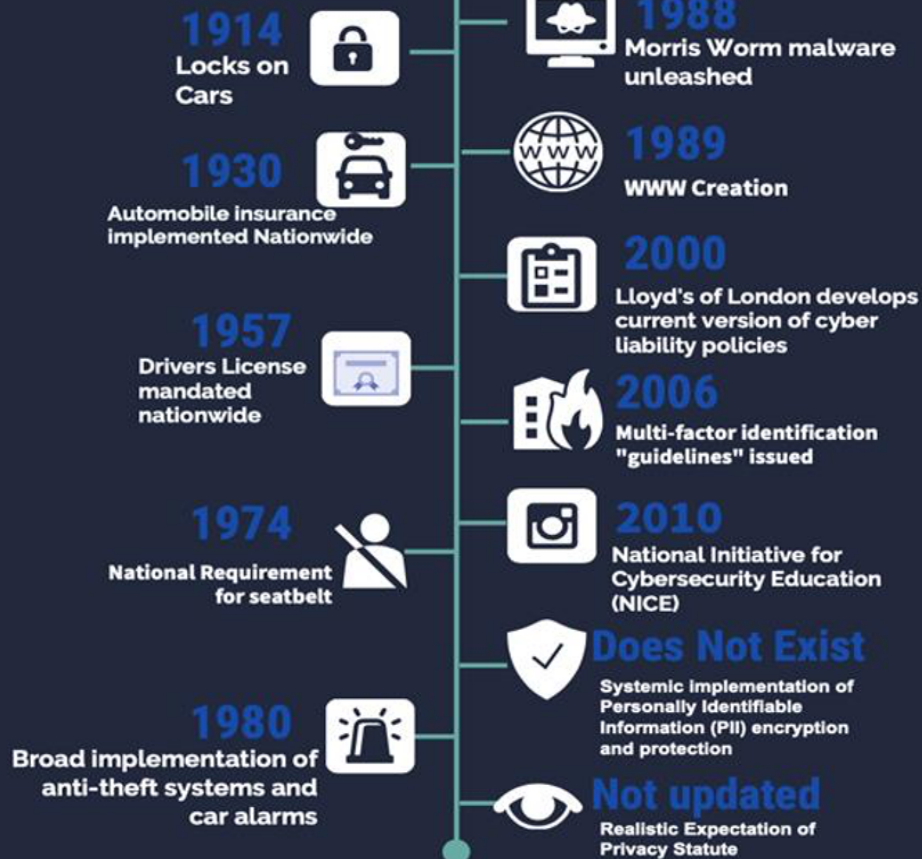 1914
Locks on
Cars
1930
Automobile insurance
implemented Nationwide
1957
Drivers License
mandated
nationwide
1974
National Requirement
for seatbelt
1980
Broad implementation of
anti-theft systems and
car alarms
1988
Morris Worm malware
unleashed
WWW
1989
WWW Creation
2000
Lloyd's of London develops
current version of cyber
liability policies
2006
Multi-factor identification
"guidelines" issued
2010
National Initiative for
Cybersecurity Education
(NICE)
Does Not Exist
Systemic implementation of
Personally Identifiable
Information (PII) encryption
and protection
Not updated
Realistic Expectation of
Privacy Statute